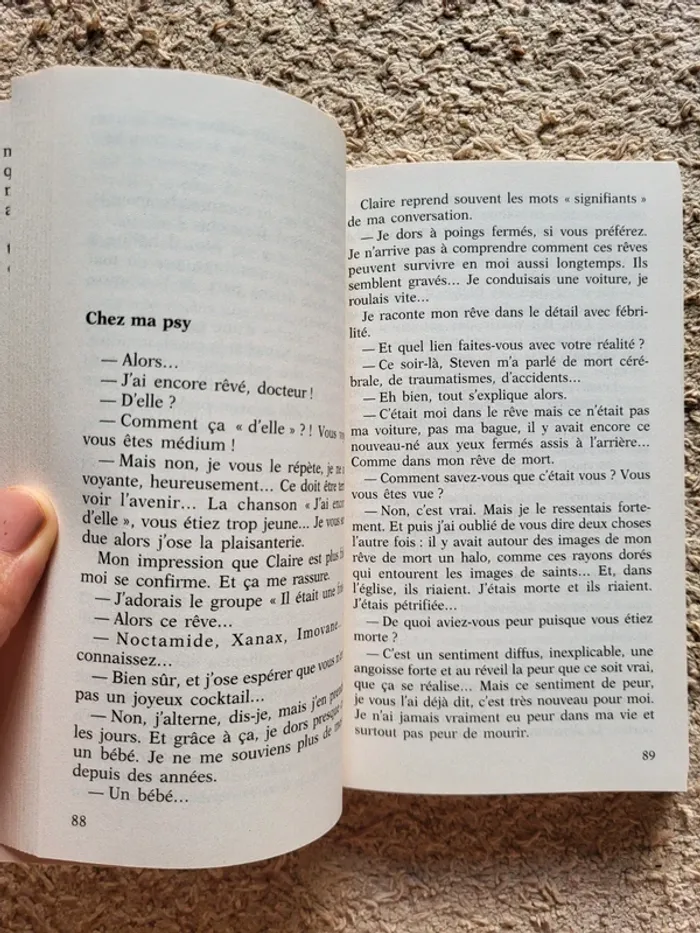 n
q
r
a
Chez ma psy
— Alors…
— J'ai encore rêvé, docteur !
— D'elle ?
— Comment ça « d'elle » ?! Vous
vous êtes médium !
— Mais non, je vous le répète, je ne
voyante, heureusement… Ce doit être
voir l'avenir… La chanson « J'ai
d'elle », vous étiez trop jeune… Je vous
due alors j'ose la plaisanterie.
Mon impression que Claire est plus
moi se confirme. Et ça me rassure.
— J'adorais le groupe « Il était une
— Alors ce rêve…
— Noctamide, Xanax, Imovane…
connaissez…
— Bien sûr, et j'ose espérer que vous
pas un joyeux cocktail…
— Non, j'alterne, dis-je, mais j'en
les jours. Et grâce à ça, je dors presque
un bébé. Je ne me souviens plus de
depuis des années.
— Un bébé…
88
Claire reprend souvent les mots « signifiants »
de ma conversation.
— Je dors à poings fermés, si vous préférez.
Je n'arrive pas à comprendre comment ces rêves
peuvent survivre en moi aussi longtemps. Ils
semblent gravés… Je conduisais une voiture, je
roulais vite…
Je raconte mon rêve dans le détail avec fébri-
lité.
— Et quel lien faites-vous avec votre réalité ?
— Ce soir-là, Steven m'a parlé de mort céré-
brale, de traumatismes, d'accidents…
— Eh bien, tout s'explique alors.
— C'était moi dans le rêve mais ce n'était pas
ma voiture, pas ma bague, il y avait encore ce
nouveau-né aux yeux fermés assis à l'arrière…
Comme dans mon rêve de mort.
— Comment savez-vous que c'était vous ? Vous
vous êtes vue ?
— Non, c'est vrai. Mais je le ressentais forte-
ment. Et puis j'ai oublié de vous dire deux choses
l'autre fois : il y avait autour des images de mon
rêve de mort un halo, comme ces rayons dorés
qui entourent les images de saints… Et, dans
l'église, ils riaient. J'étais morte et ils riaient.
J'étais pétrifiée…
— De quoi aviez-vous peur puisque vous étiez
morte ?
— C'est un sentiment diffus, inexplicable, une
angoisse forte et au réveil la peur que ce soit vrai,
que ça se réalise… Mais ce sentiment de peur,
je vous l'ai déjà dit, c'est très nouveau pour moi.
Je n'ai jamais vraiment eu peur dans ma vie et
surtout pas peur de mourir.
89